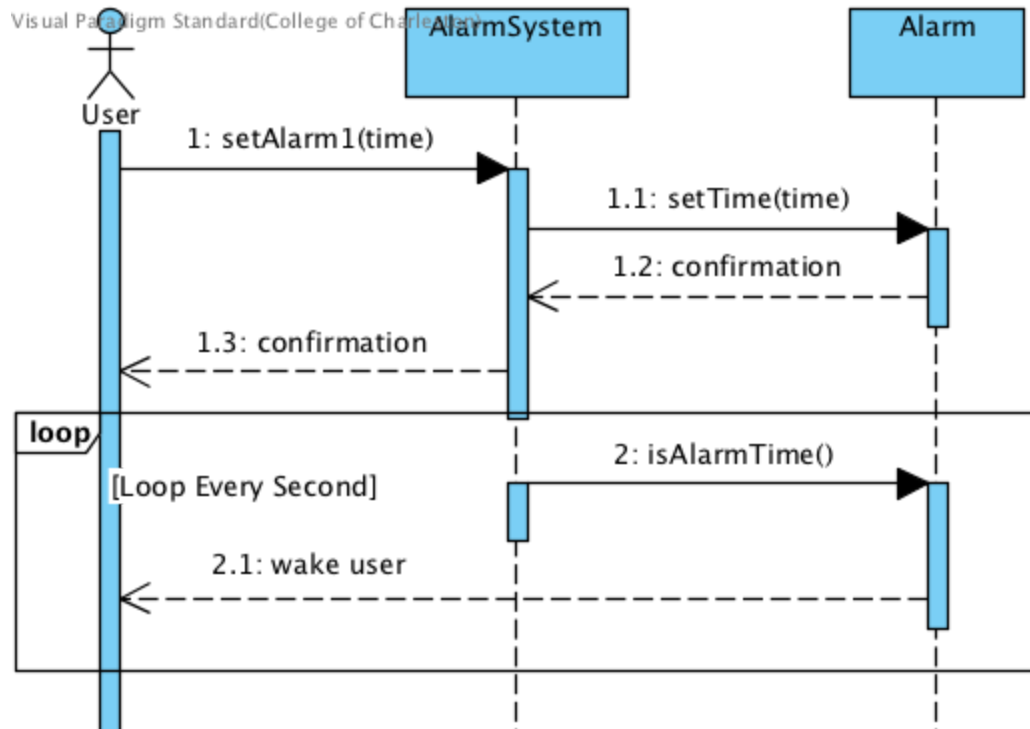 Visual Paradigm Standard(College of Charleston)
AlarmSystem
Alarm
User
1: setAlarm1(time)
1.1: setTime(time)
1.2: confirmation
1.3: confirmation
loop
2: isAlarmTime()
[Loop Every Second]
2.1: wake user